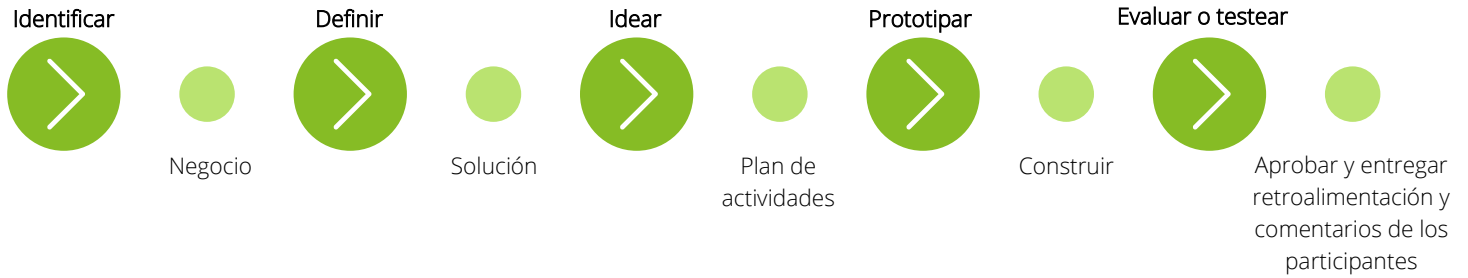 Identificar
Definir
Idear
Prototipar
Evaluar o testear
Negocio
Solución
Plan de
actividades
Construir
Aprobar y entregar
retroalimentación y
comentarios de los
participantes